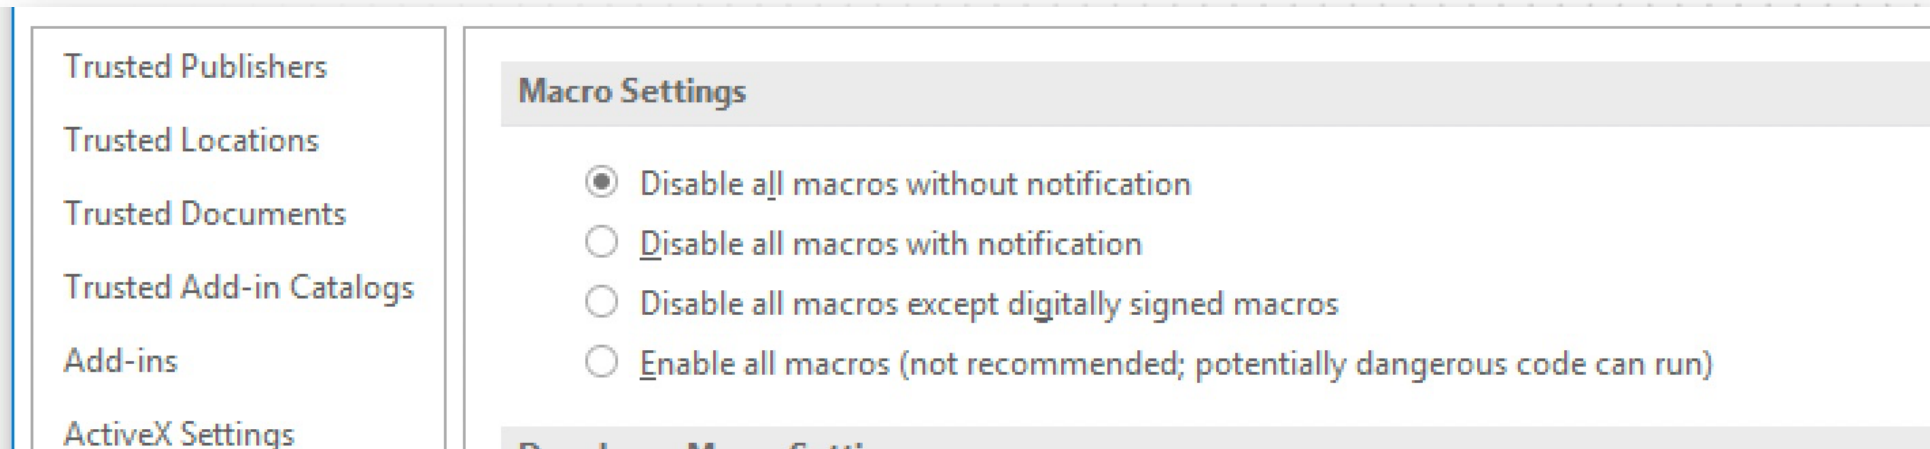 Trusted Publishers
Trusted Locations
Trusted Documents
Trusted Add-in Catalogs
Add-ins
ActiveX Settings
Macro Settings
Disable all macros without notification
Disable all macros with notification
Disable all macros except digitally signed macros
Enable all macros (not recommended; potentially dangerous code can run)